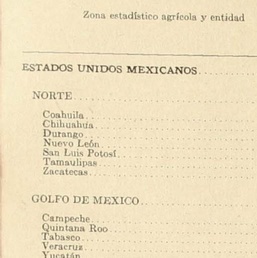 Zona estadístico agrícola y entidad
ESTADOS UNIDOS MEXICANOS
NORTE
Coahuila
Chihuahua
Durango
Nuevo León
San Luis Potosí
Tamaulipas
Zacatecas
GOLFO DE MEXICO
Campeche
Quintana Roo
Tabasco
Veracruz
Yucatán